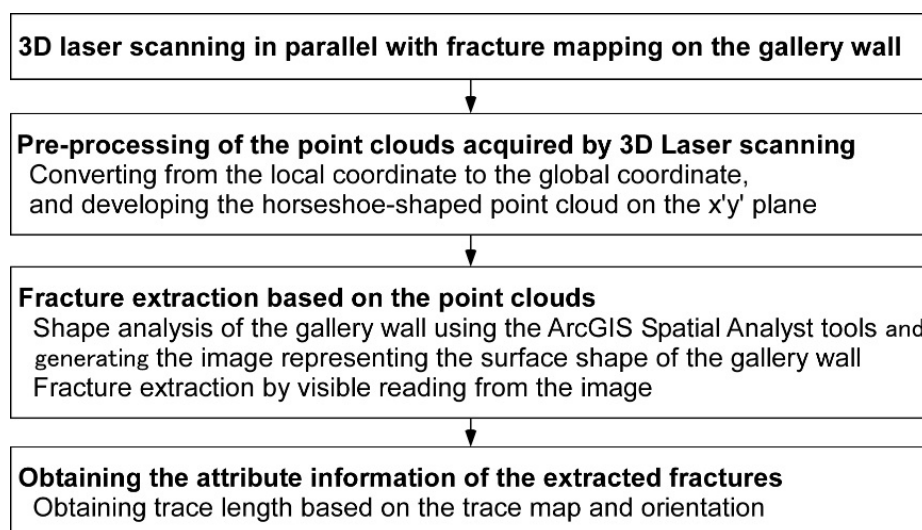 3D laser scanning in parallel with fracture mapping on the gallery wall
Pre-processing of the point clouds acquired by 3D Laser scanning
Converting from the local coordinate to the global coordinate,
and developing the horseshoe-shaped point cloud on the x'y' plane
Fracture extraction based on the point clouds
Shape analysis of the gallery wall using the ArcGIS Spatial Analyst tools and
generating the image representing the surface shape of the gallery wall
Fracture extraction by visible reading from the image
Obtaining the attribute information of the extracted fractures
Obtaining trace length based on the trace map and orientation